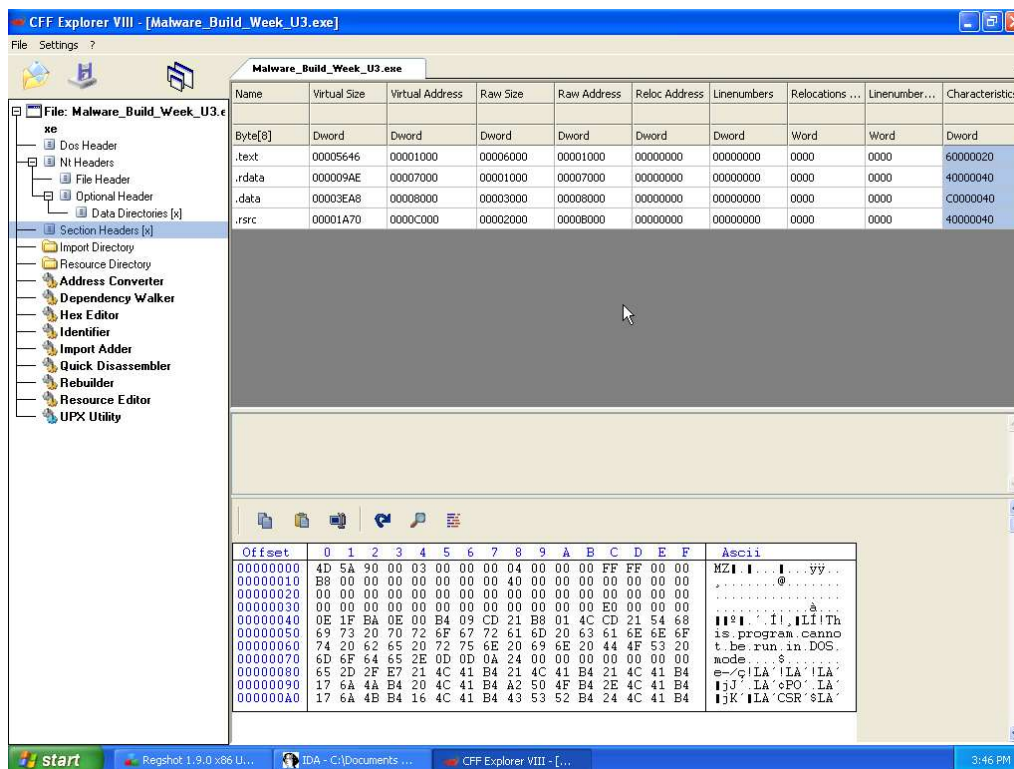 CFF Explorer VIII - [Malware_Build_Week_U3.exe]
File Settings ?
Malware_Build_Week_U3.exe
File: Malware_Build_Week_U3.e
xe
Dos Header
Nt Headers
File Header
Optional Header
Data Directories [x]
Section Headers [x]
Import Directory
Resource Directory
Address Converter
Dependency Walker
Hex Editor
Identifier
Import Adder
Quick Disassembler
Rebuilder
Resource Editor
UPX Utility
Name Virtual Size Virtual Address Raw Size Raw Address Reloc Address Linenumbers Relocations ... Linenumber... Characteristics
Byte[8] Dword Dword Dword Dword Dword Dword Word Word Dword
.text 00005646 00001000 00006000 00001000 00000000 00000000 0000 0000 60000020
.rdata 000009AE 00007000 00001000 00007000 00000000 00000000 0000 0000 40000040
.data 00003EA8 00008000 00003000 00008000 00000000 00000000 0000 0000 C0000040
.rsrc 00001A70 0000C000 00002000 0000B000 00000000 00000000 0000 0000 40000040
Offset 0 1 2 3 4 5 6 7 8 9 A B C D E F Ascii
00000000 4D 5A 90 00 03 00 00 00 04 00 00 00 FF FF 00 00 MZ▮.▮...▮...ÿÿ..
00000010 B8 00 00 00 00 00 00 00 40 00 00 00 00 00 00 00 ¸.......@.......
00000020 00 00 00 00 00 00 00 00 00 00 00 00 00 00 00 00 ................
00000030 00 00 00 00 00 00 00 00 00 00 00 00 E0 00 00 00 ............à...
00000040 0E 1F BA 0E 00 B4 09 CD 21 B8 01 4C CD 21 54 68 ▮▮º▮.´.Í!¸▮LÍ!Th
00000050 69 73 20 70 72 6F 67 72 61 6D 20 63 61 6E 6E 6F is.program.canno
00000060 74 20 62 65 20 72 75 6E 20 69 6E 20 44 4F 53 20 t.be.run.in.DOS.
00000070 6D 6F 64 65 2E 0D 0D 0A 24 00 00 00 00 00 00 00 mode....$.......
00000080 65 2D 2F E7 21 4C 41 B4 21 4C 41 B4 21 4C 41 B4 e-/ç!LA´!LA´!LA´
00000090 17 6A 4A B4 20 4C 41 B4 A2 50 4F B4 2E 4C 41 B4 ▮jJ´.LA´¢PO´.LA´
000000A0 17 6A 4B B4 16 4C 41 B4 43 53 52 B4 24 4C 41 B4 ▮jK´▮LA´CSR´$LA´
start Regshot 1.9.0 x86 U... IDA - C:\Documents ... CFF Explorer VIII - [... 3:46 PM